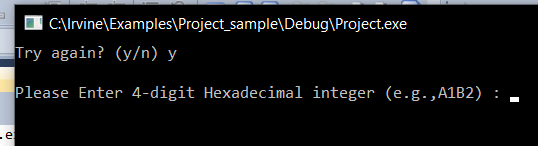 C:\Irvine\Examples\Project_sample\Debug\Project.exe
Try again? (y/n) y
Please Enter 4-digit Hexadecimal integer (e.g.,A1B2) :